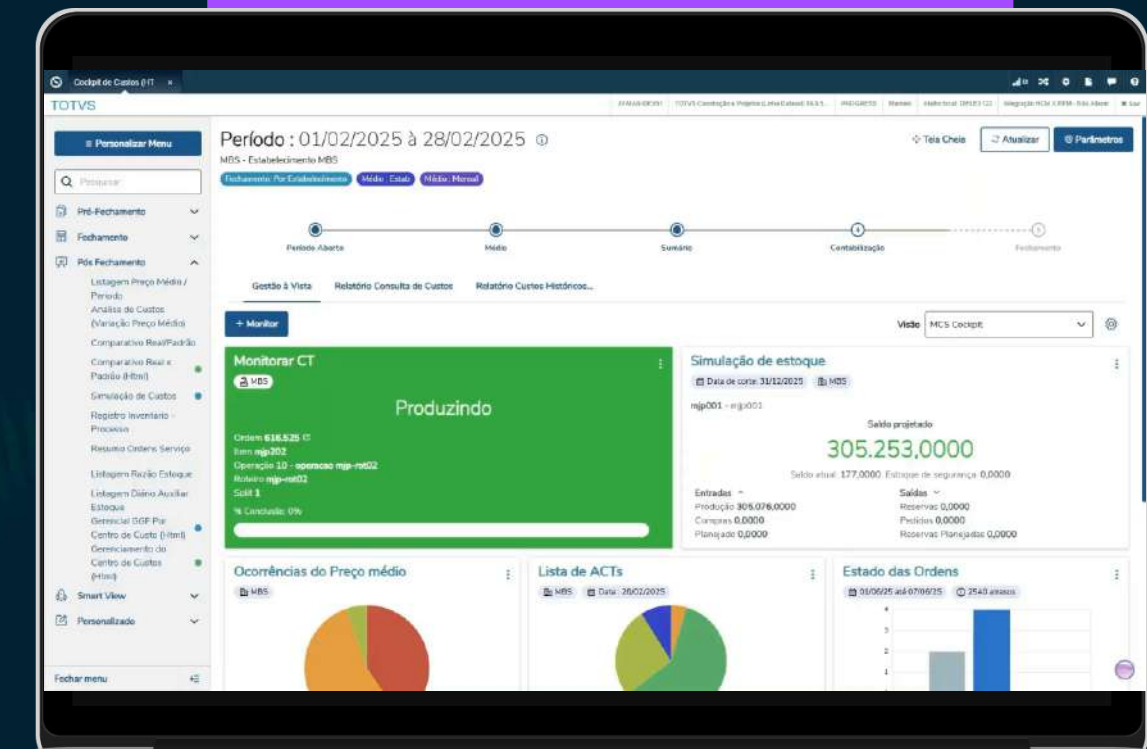 Cockpit de Custos (HT ×
TOTVS
Personalizar Menu
Pesquisar
Pré-Fechamento
Fechamento
Pós Fechamento
Listagem Preço Médio /
Período
Análise de Custos
(Variação Preço Médio)
Comparativo Real/Padrão
Comparativo Real x
Padrão (Html)
Simulação de Custos
Registro Inventário -
Processo
Resumo Ordens Serviço
Listagem Razão Estoque
Listagem Diário Auxiliar
Estoque
Gerencial GGF Por
Centro de Custo (Html)
Gerenciamento do
Centro de Custos
(Html)
Smart View
Personalizado
Fechar menu
Período : 01/02/2025 à 28/02/2025
MBS - Estabelecimento MBS
Fechamento: Por Estabelecimento Médio: Estab Médio: Mensal
Tela Cheia Atualizar Parâmetros
Período Aberto Médio Sumário Contabilização Fechamento
Gestão à Vista Relatório Consulta de Custos Relatório Custos Históricos...
+ Monitor
Visão MCS Cockpit
Monitorar CT
MBS
Produzindo
Ordem 616.525
Item mjp202
Operação 10 - operacao mjp-rot02
Roteiro mjp-rot02
Split 1
% Concluído: 0%
Simulação de estoque
Data de corte: 31/12/2025 MBS
mjp001 - mjp001
Saldo projetado
305.253,0000
Saldo atual: 177,0000 Estoque de segurança: 0,0000
Entradas Saídas
Produção 305.076,0000 Reservas 0,0000
Compras 0,0000 Pedidos 0,0000
Planejado 0,0000 Reservas Planejadas 0,0000
Ocorrências do Preço médio
MBS
Lista de ACTs
MBS Data: 28/02/2025
Estado das Ordens
01/06/25 até 07/06/25 2540 atrasos
4
3
2
1